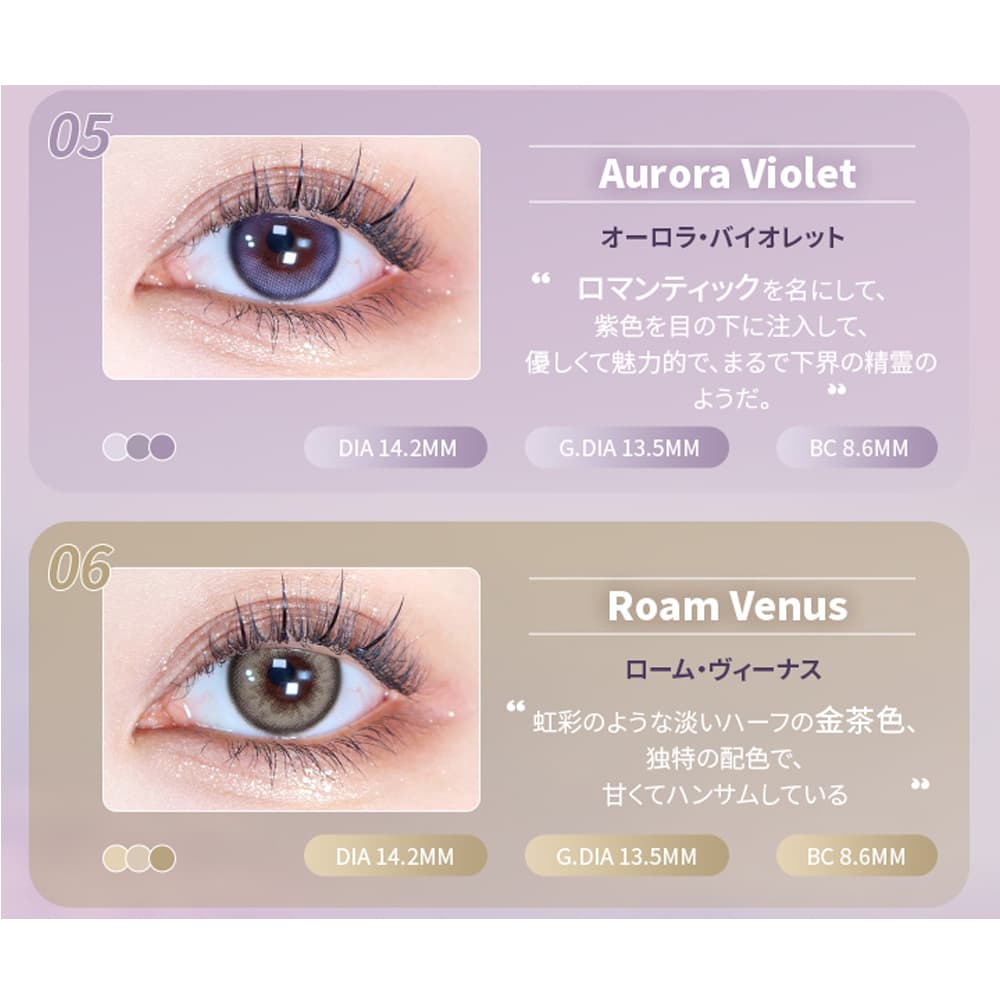 05
Aurora Violet
オーロラ・バイオレット
“ ロマンティックを名にして、
紫色を目の下に注入して、
優しくて魅力的で、まるで下界の精霊の
ようだ。 ”
DIA 14.2MM
G.DIA 13.5MM
BC 8.6MM
06
Roam Venus
ローム・ヴィーナス
“ 虹彩のような淡いハーフの金茶色、
独特の配色で、
甘くてハンサムしている ”
DIA 14.2MM
G.DIA 13.5MM
BC 8.6MM